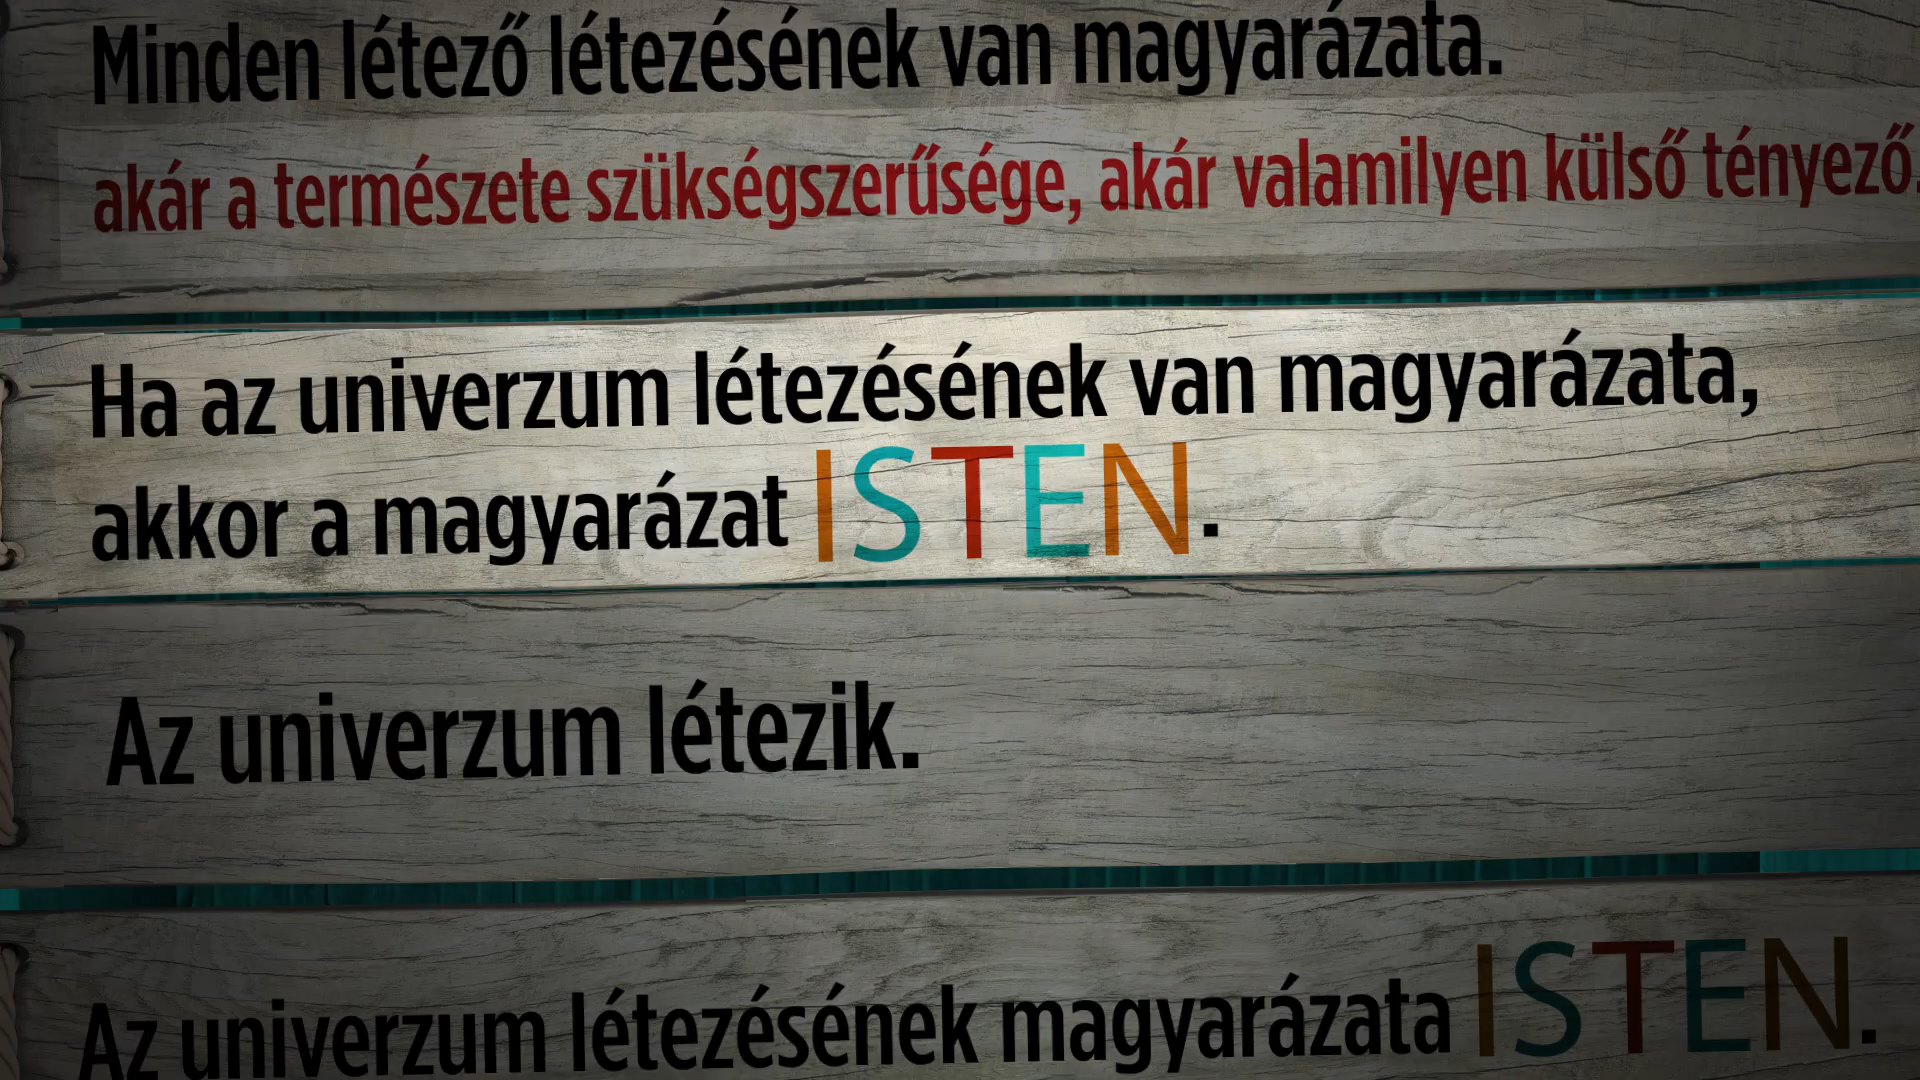 Minden létező létezésének van magyarázata.
akár a természete szükségszerűsége, akár valamilyen külső tényező.
Ha az univerzum létezésének van magyarázata,
akkor a magyarázat ISTEN.
Az univerzum létezik.
Az univerzum létezésének magyarázata ISTEN.